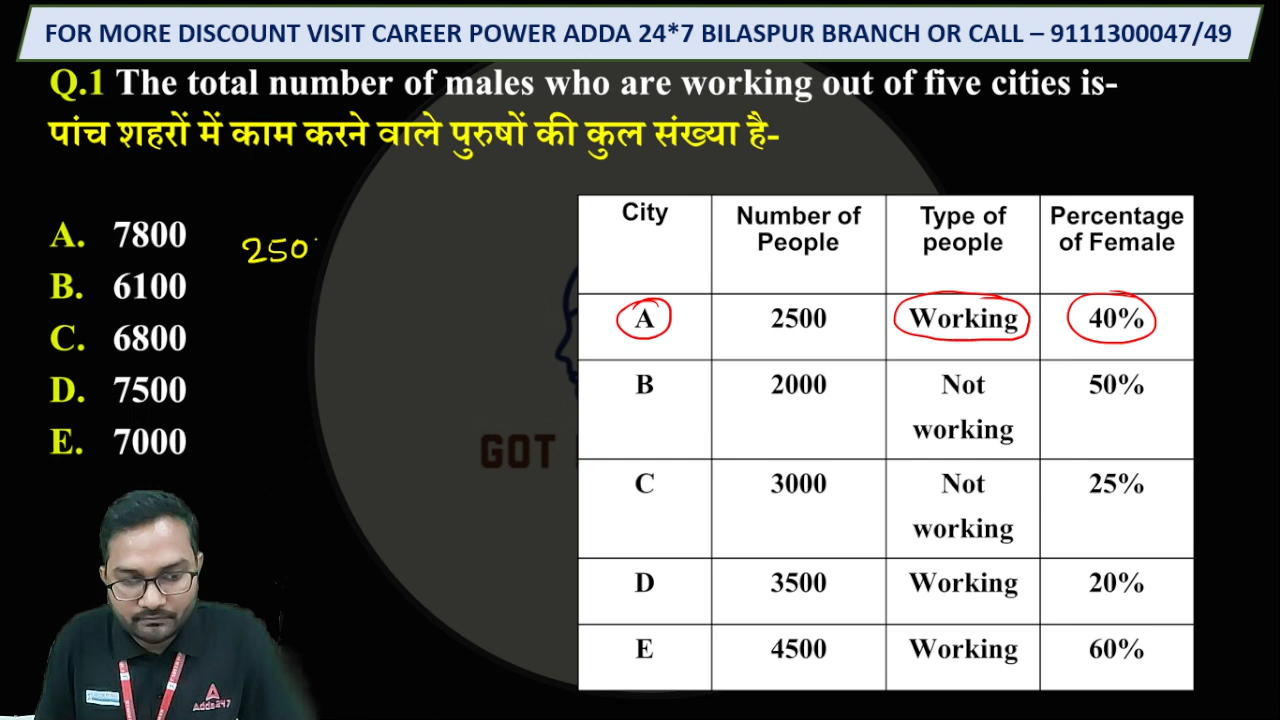 FOR MORE DISCOUNT VISIT CAREER POWER ADDA 24*7 BILASPUR BRANCH OR CALL – 9111300047/49
Q.1 The total number of males who are working out of five cities is-
पांच शहरों में काम करने वाले पुरुषों की कुल संख्या है-
A. 7800
B. 6100
C. 6800
D. 7500
E. 7000
250
GOT
City Number of People Type of people Percentage of Female
A 2500 Working 40%
B 2000 Not working 50%
C 3000 Not working 25%
D 3500 Working 20%
E 4500 Working 60%
Adda247